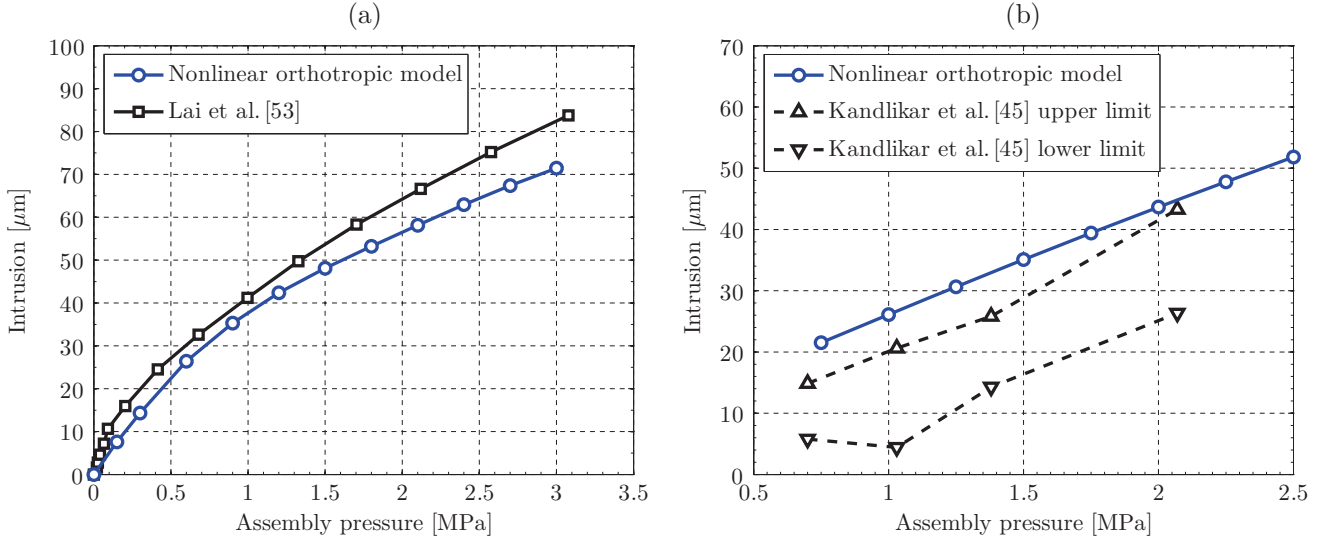 (a)
100
90
80
70
60
50
40
30
20
10
0
0
0.5
1
1.5
2
2.5
3
3.5
Intrusion [μm]
Assembly pressure [MPa]
Nonlinear orthotropic model
Lai et al. [53]
(b)
70
60
50
40
30
20
10
0
0.5
1
1.5
2
2.5
Intrusion [μm]
Assembly pressure [MPa]
Nonlinear orthotropic model
Kandlikar et al. [45] upper limit
Kandlikar et al. [45] lower limit